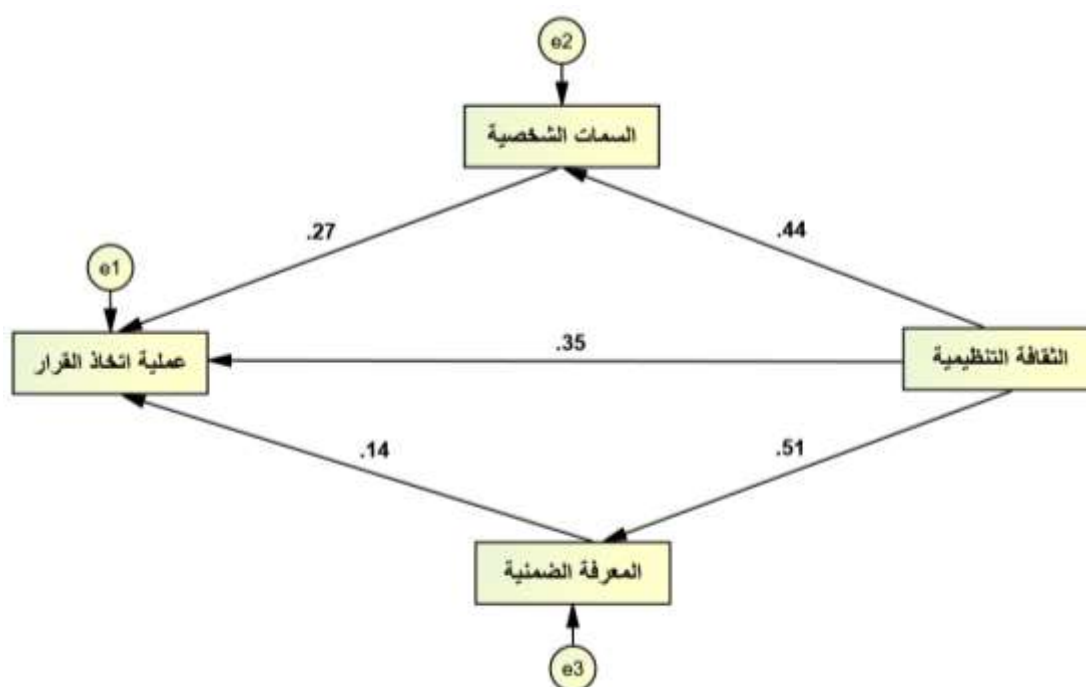 e2
السمات الشخصية
.27
.44
e1
عملية اتخاذ القرار
.35
الثقافة التنظيمية
.14
.51
المعرفة الضمنية
e3